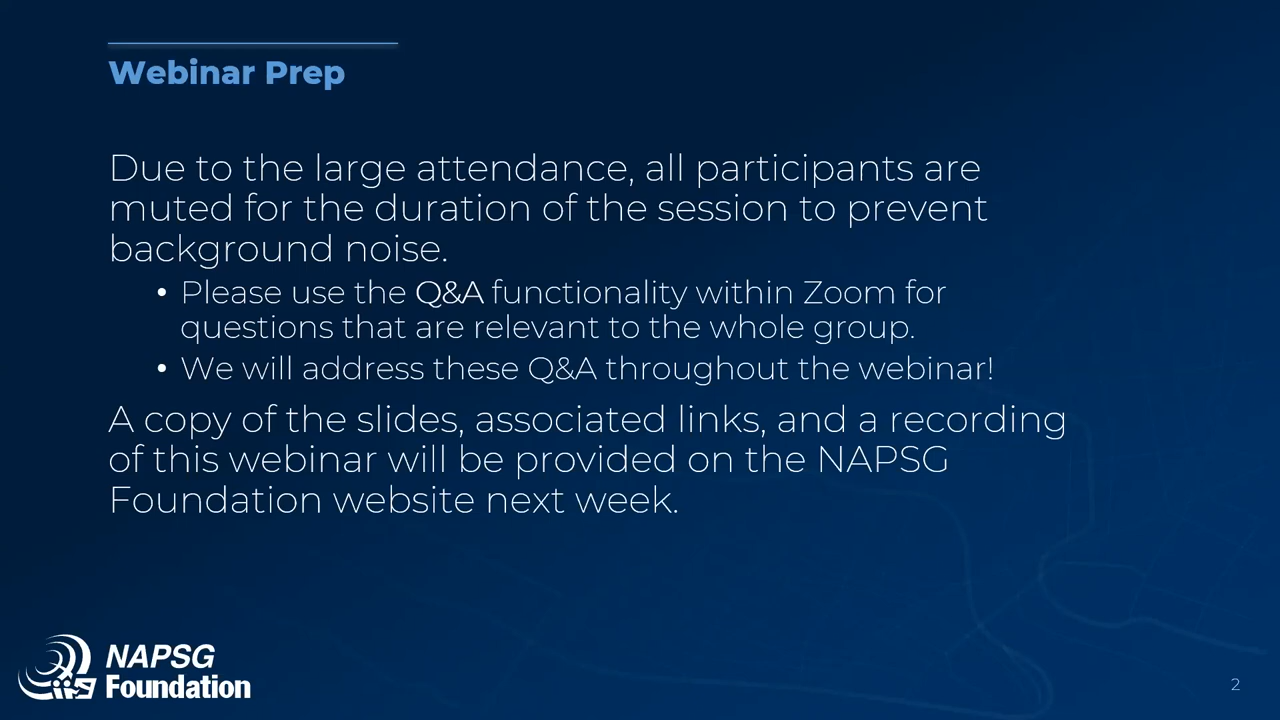 Webinar Prep
Due to the large attendance, all participants are
muted for the duration of the session to prevent
background noise.
• Please use the Q&A functionality within Zoom for
questions that are relevant to the whole group.
• We will address these Q&A throughout the webinar!
A copy of the slides, associated links, and a recording
of this webinar will be provided on the NAPSG
Foundation website next week.
NAPSG
Foundation
2